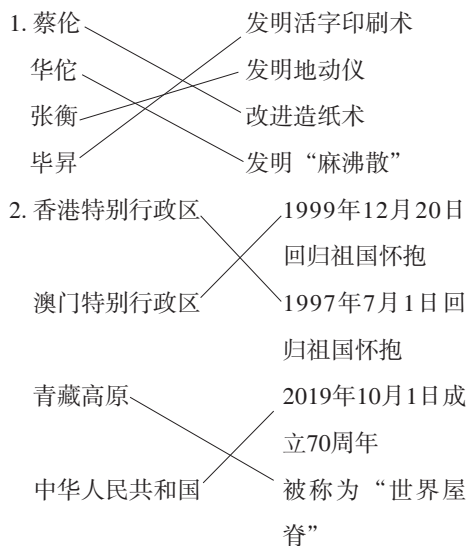 1. 蔡伦 发明活字印刷术
华佗 发明地动仪
张衡 改进造纸术
毕昇 发明“麻沸散”
2. 香港特别行政区 1999年12月20日
回归祖国怀抱
澳门特别行政区 1997年7月1日回
归祖国怀抱
青藏高原 2019年10月1日成
立70周年
中华人民共和国 被称为“世界屋
脊”